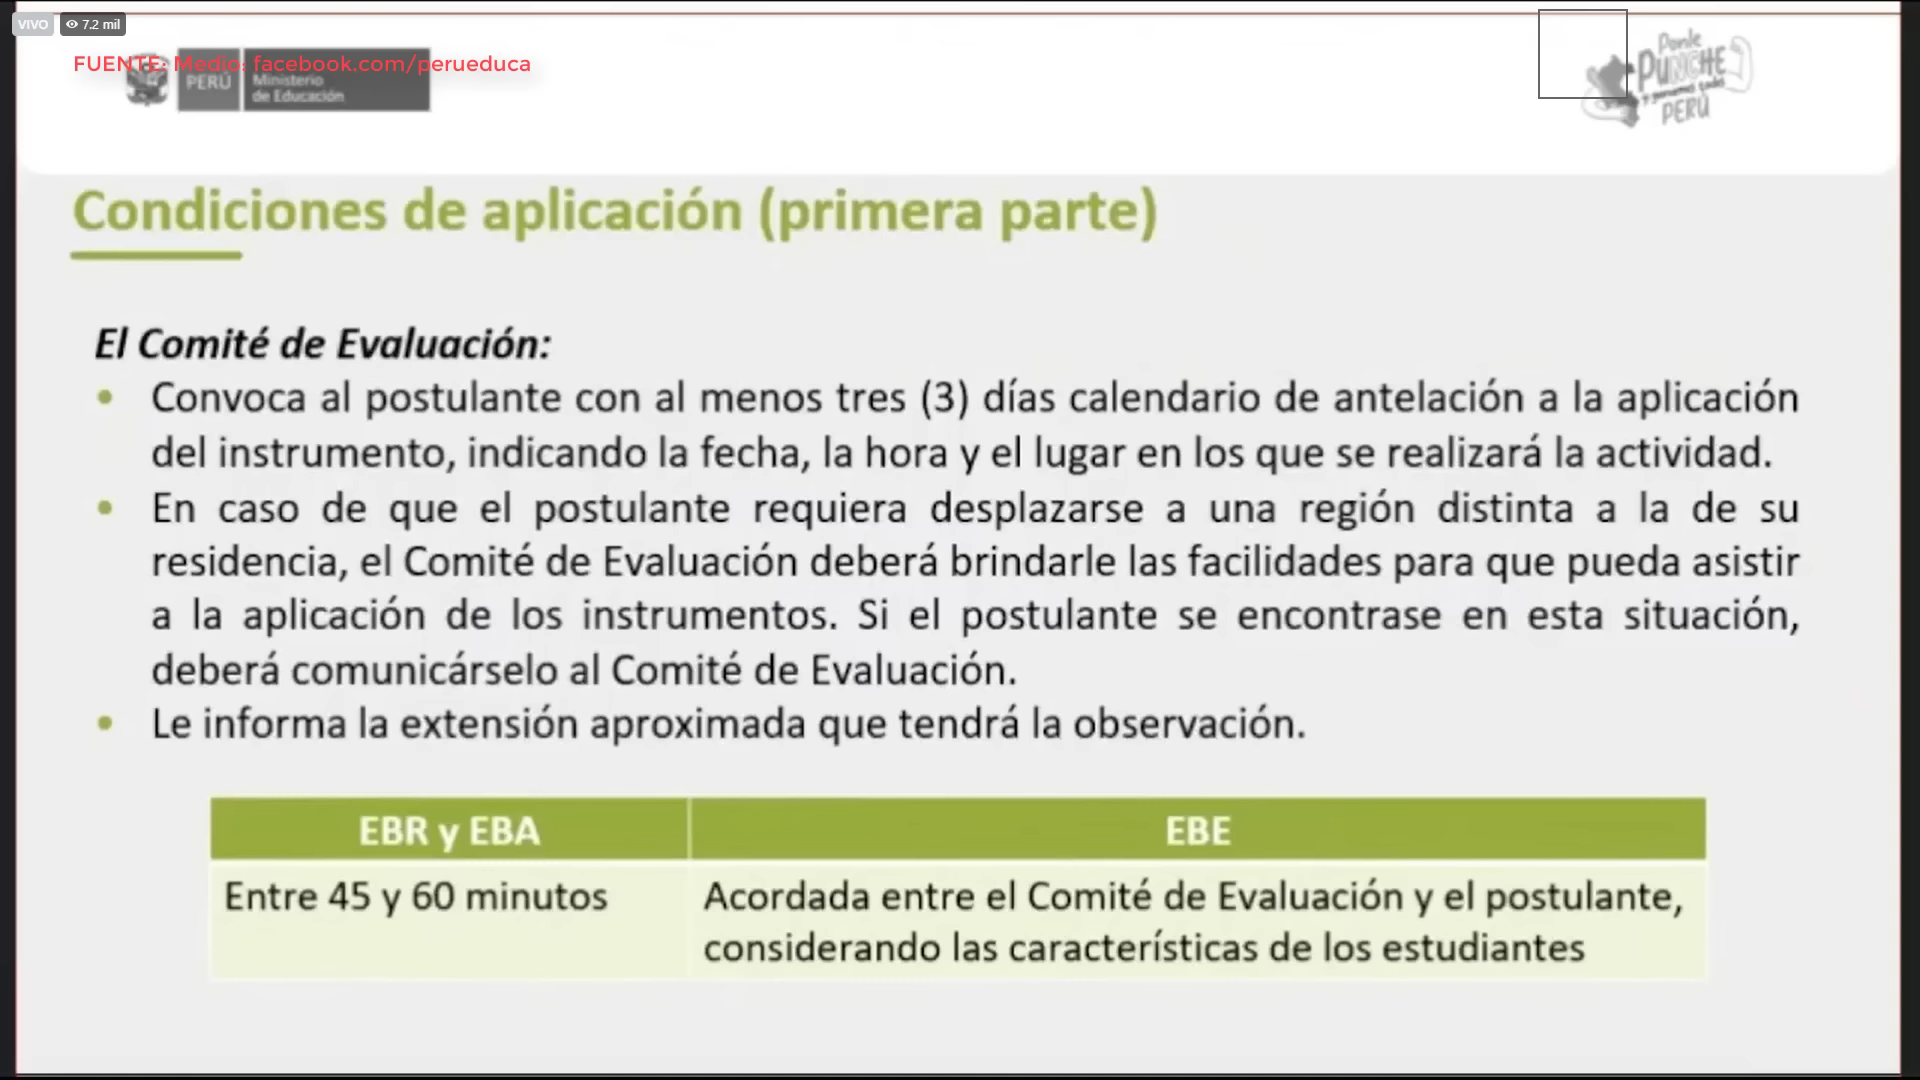 VIVO 7.2 mil
FUENTE: Medio: facebook.com/perueduca
PERÚ Ministerio
de Educación
Ponle
PUNCHE
PERÚ
Condiciones de aplicación (primera parte)
El Comité de Evaluación:
• Convoca al postulante con al menos tres (3) días calendario de antelación a la aplicación
del instrumento, indicando la fecha, la hora y el lugar en los que se realizará la actividad.
• En caso de que el postulante requiera desplazarse a una región distinta a la de su
residencia, el Comité de Evaluación deberá brindarle las facilidades para que pueda asistir
a la aplicación de los instrumentos. Si el postulante se encontrase en esta situación,
deberá comunicárselo al Comité de Evaluación.
• Le informa la extensión aproximada que tendrá la observación.
EBR y EBA EBE
Entre 45 y 60 minutos Acordada entre el Comité de Evaluación y el postulante,
considerando las características de los estudiantes